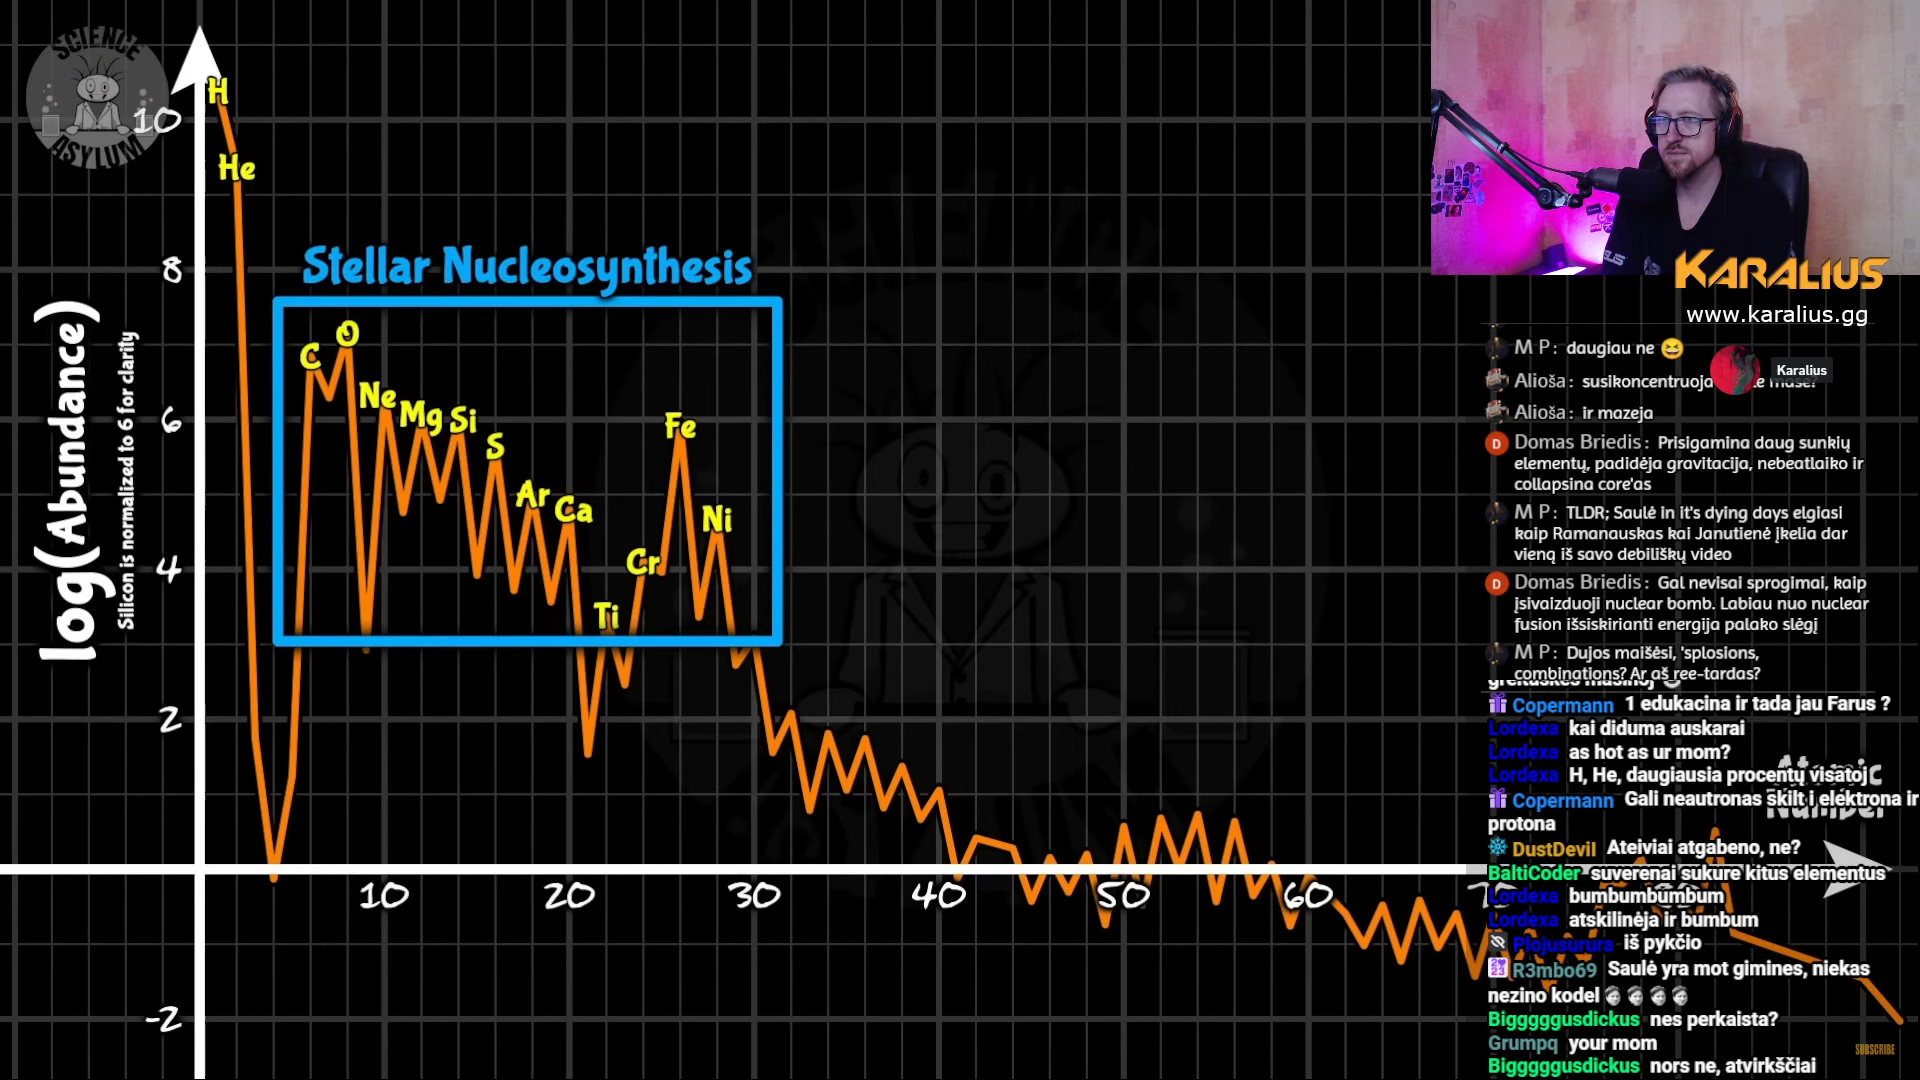 SCIENCE
ASYLUM
H
He
10
8
6
4
2
-2
log(Abundance)
Silicon is normalized to 6 for clarity
Stellar Nucleosynthesis
C
O
Ne
Mg
Si
S
Ar
Ca
Ti
Cr
Fe
Ni
10
20
30
40
50
60
Atomic
Number
KARALIUS
www.karalius.gg
M P: daugiau ne 😆
Karalius
Alioša: susikoncentruoja
Alioša: ir mazeja
Domas Briedis: Prisigamina daug sunkių
elementų, padidėja gravitacija, nebeatlaiko ir
collapsina core'as
M P: TLDR; Saulė in it's dying days elgiasi
kaip Ramanauskas kai Janutienė įkelia dar
vieną iš savo debiliškų video
Domas Briedis: Gal nevisai sprogimai, kaip
įsivaizduoji nuclear bomb. Labiau nuo nuclear
fusion išsiskirianti energija palako slėgį
M P: Dujos maišėsi, 'splosions,
combinations? Ar aš ree-tardas?
Copermann 1 edukacina ir tada jau Farus ?
Lordexa kai diduma auskarai
Lordexa as hot as ur mom?
Lordexa H, He, daugiausia procentų visatoj
Copermann Gali neautronas skilt i elektrona ir
protona
DustDevil Ateiviai atgabeno, ne?
BaltiCoder suverenai sukure kitus elementus
Lordexa bumbumbumbum
Lordexa atskilinėja ir bumbum
Plojusurura iš pykčio
R3mbo69 Saulė yra mot gimines, niekas
nezino kodel
Bigggggusdickus nes perkaista?
Grumpq your mom
Bigggggusdickus nors ne, atvirkščiai
SUBSCRIBE